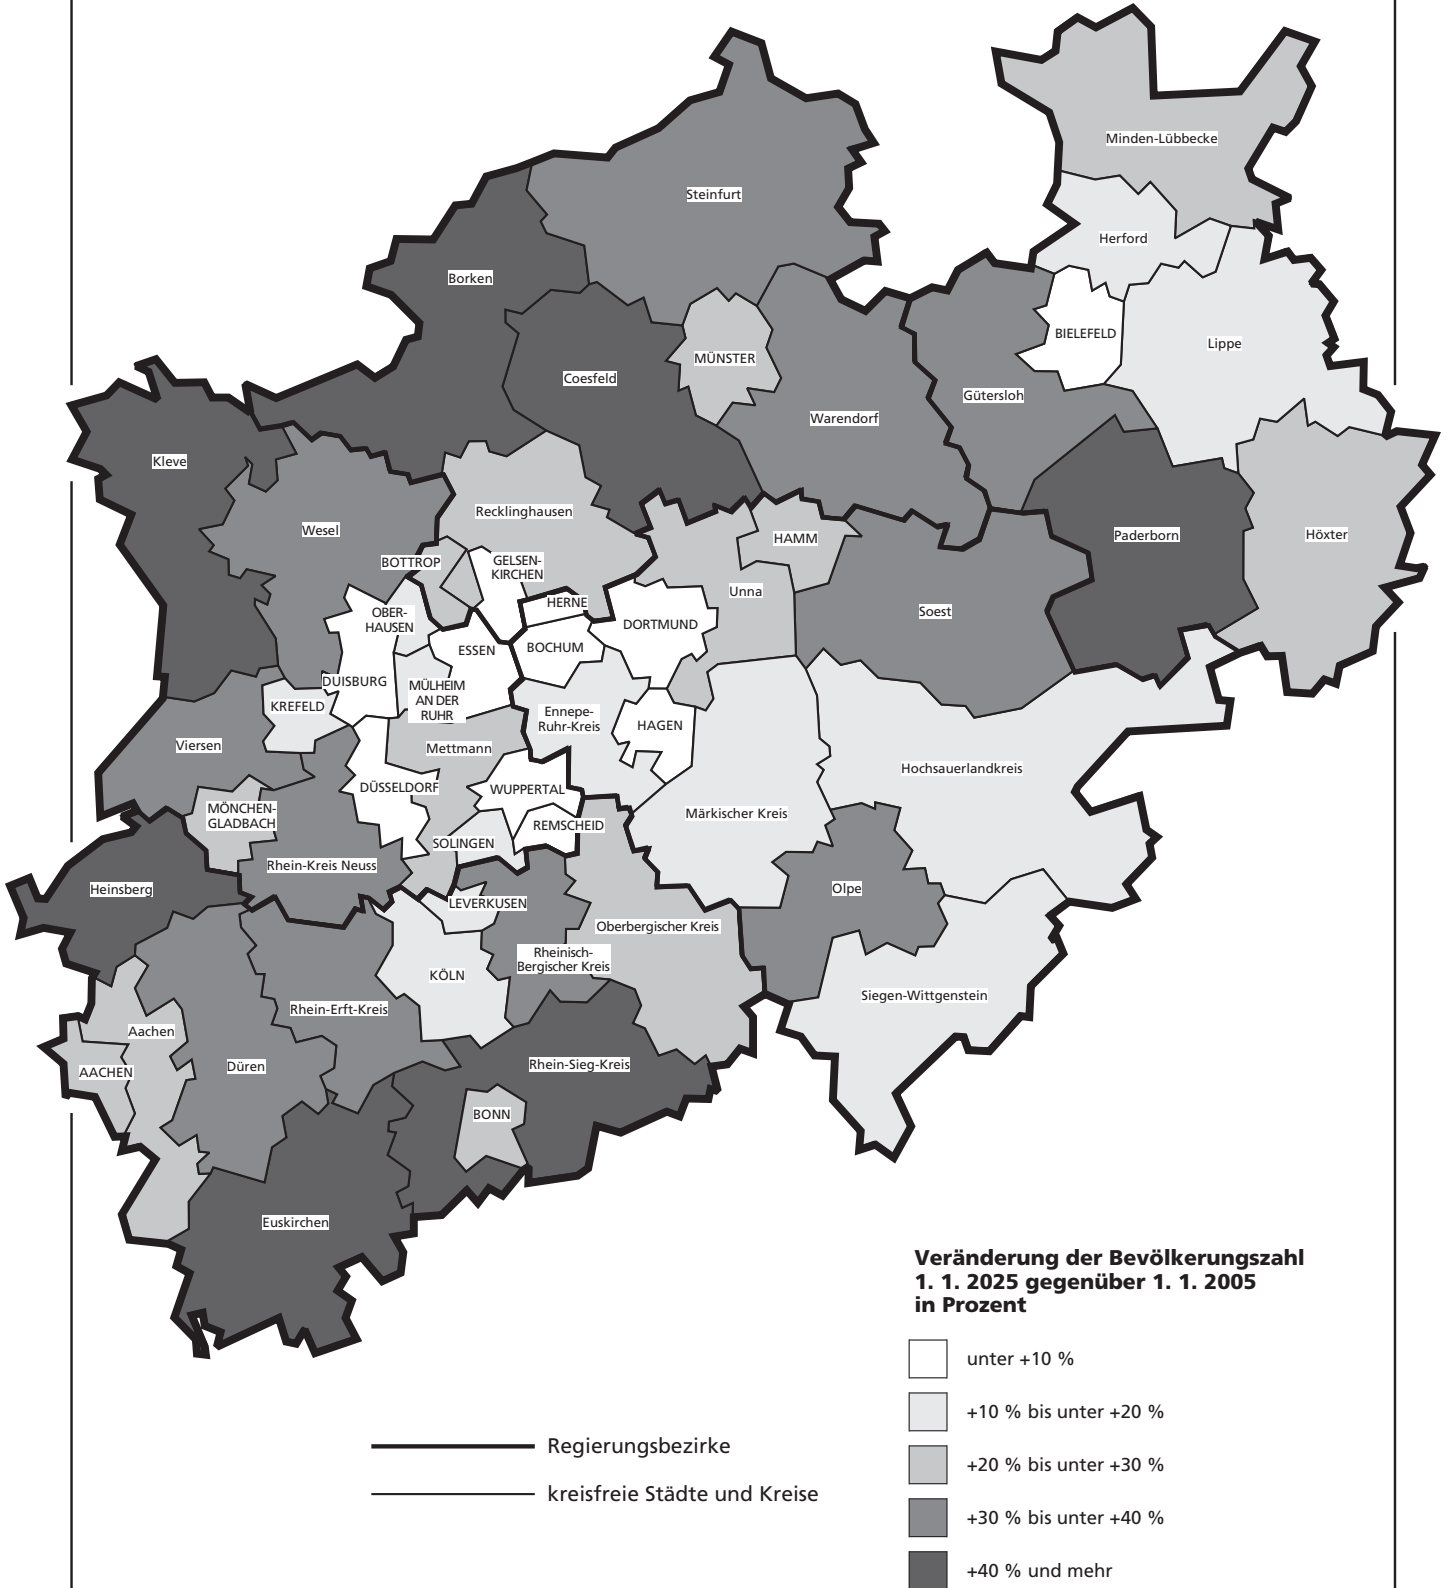 Minden-Lübbecke
Steinfurt
Herford
Borken
BIELEFELD
Lippe
MÜNSTER
Coesfeld
Gütersloh
Warendorf
Kleve
Recklinghausen
Wesel
Paderborn
Höxter
HAMM
BOTTROP
GELSEN-
KIRCHEN
Unna
HERNE
Soest
OBER-
HAUSEN
DORTMUND
ESSEN
BOCHUM
DUISBURG
MÜLHEIM
AN DER
RUHR
KREFELD
Ennepe-
Ruhr-Kreis
HAGEN
Viersen
Mettmann
Hochsauerlandkreis
DÜSSELDORF
WUPPERTAL
MÖNCHEN-
GLADBACH
Märkischer Kreis
REMSCHEID
SOLINGEN
Rhein-Kreis Neuss
Heinsberg
Olpe
LEVERKUSEN
Oberbergischer Kreis
Rheinisch-
Bergischer Kreis
KÖLN
Siegen-Wittgenstein
Rhein-Erft-Kreis
Aachen
AACHEN
Düren
Rhein-Sieg-Kreis
BONN
Euskirchen
Veränderung der Bevölkerungszahl
1. 1. 2025 gegenüber 1. 1. 2005
in Prozent
unter +10 %
+10 % bis unter +20 %
+20 % bis unter +30 %
+30 % bis unter +40 %
+40 % und mehr
Regierungsbezirke
kreisfreie Städte und Kreise